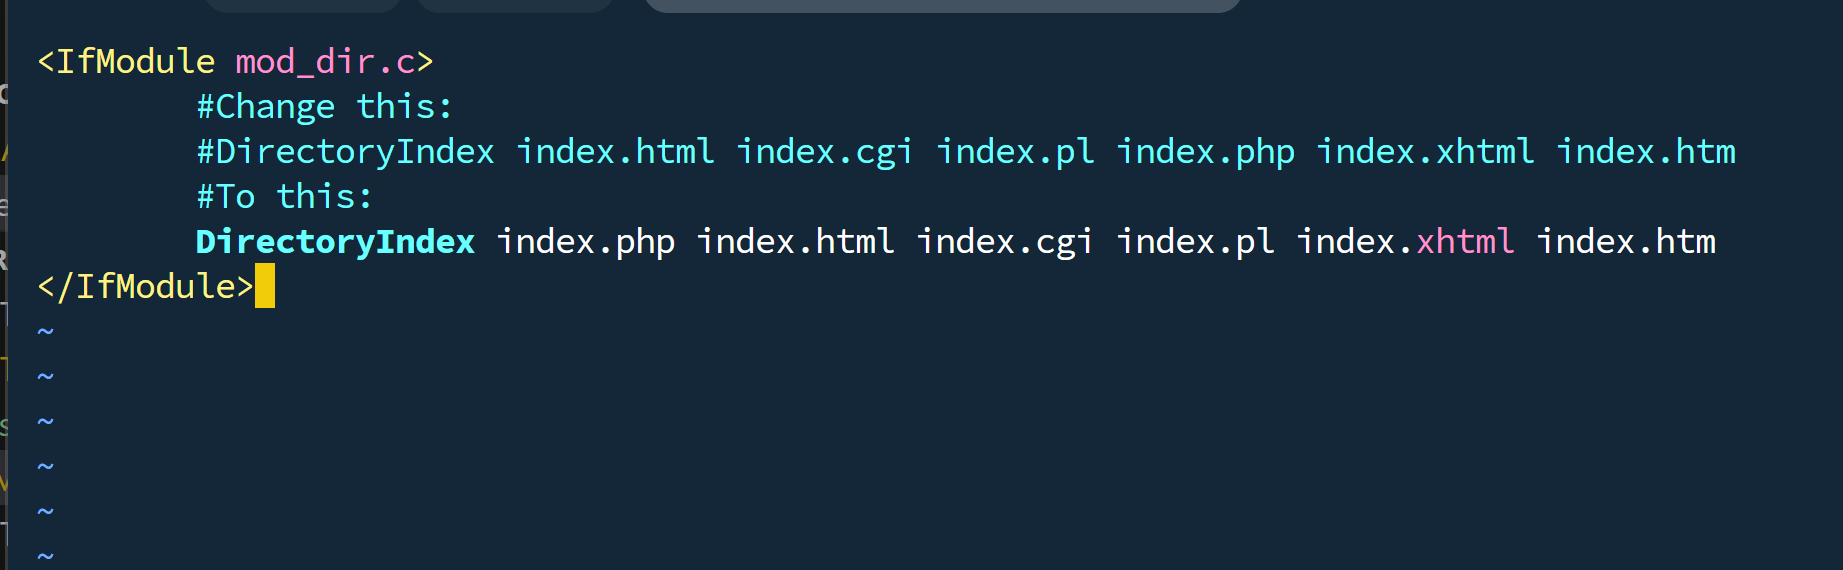 <IfModule mod_dir.c>
        #Change this:
        #DirectoryIndex index.html index.cgi index.pl index.php index.xhtml index.htm
        #To this:
        DirectoryIndex index.php index.html index.cgi index.pl index.xhtml index.htm
</IfModule>
~
~
~
~
~
~